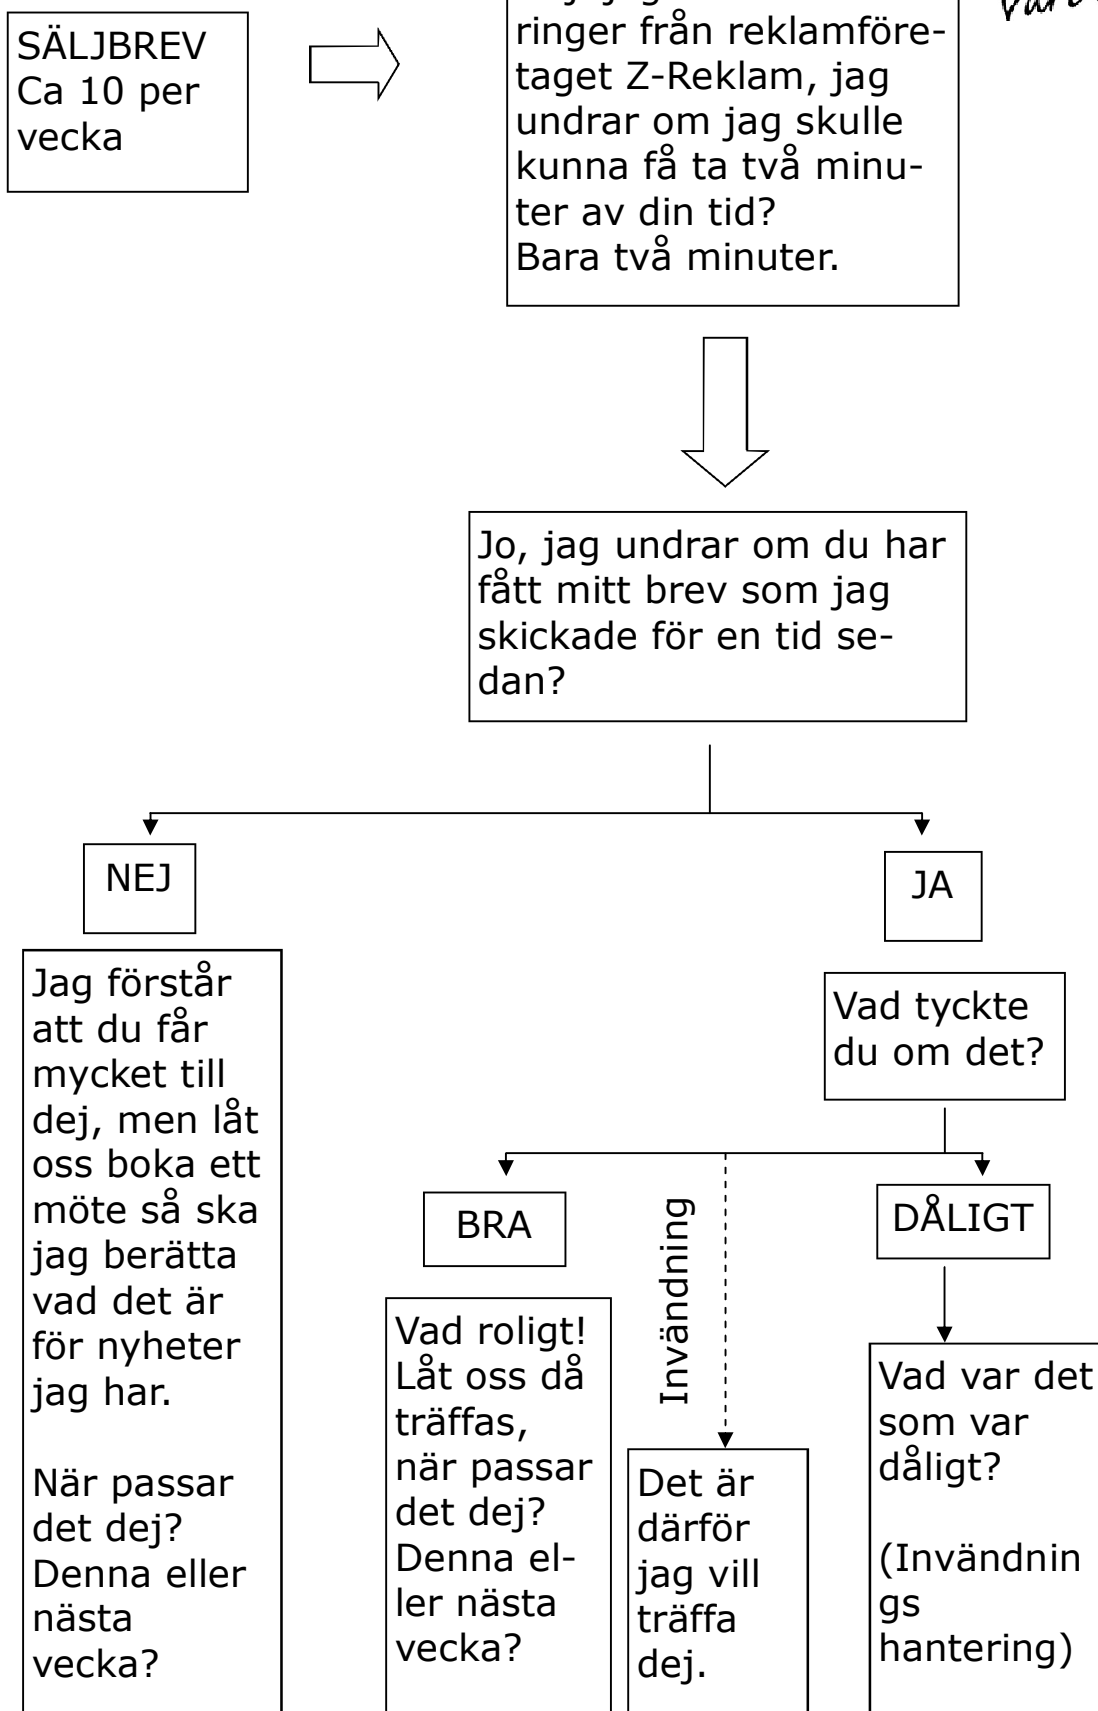 SÄLJBREV
Ca 10 per
vecka
ringer från reklamföre-
taget Z-Reklam, jag
undrar om jag skulle
kunna få ta två minu-
ter av din tid?
Bara två minuter.
Jo, jag undrar om du har
fått mitt brev som jag
skickade för en tid se-
dan?
NEJ
JA
Jag förstår
att du får
mycket till
dej, men låt
oss boka ett
möte så ska
jag berätta
vad det är
för nyheter
jag har.
När passar
det dej?
Denna eller
nästa
vecka?
Vad tyckte
du om det?
BRA
Invändning
DÅLIGT
Vad roligt!
Låt oss då
träffas,
när passar
det dej?
Denna el-
ler nästa
vecka?
Det är
därför
jag vill
träffa
dej.
Vad var det
som var
dåligt?
(Invändnin
gs
hantering)